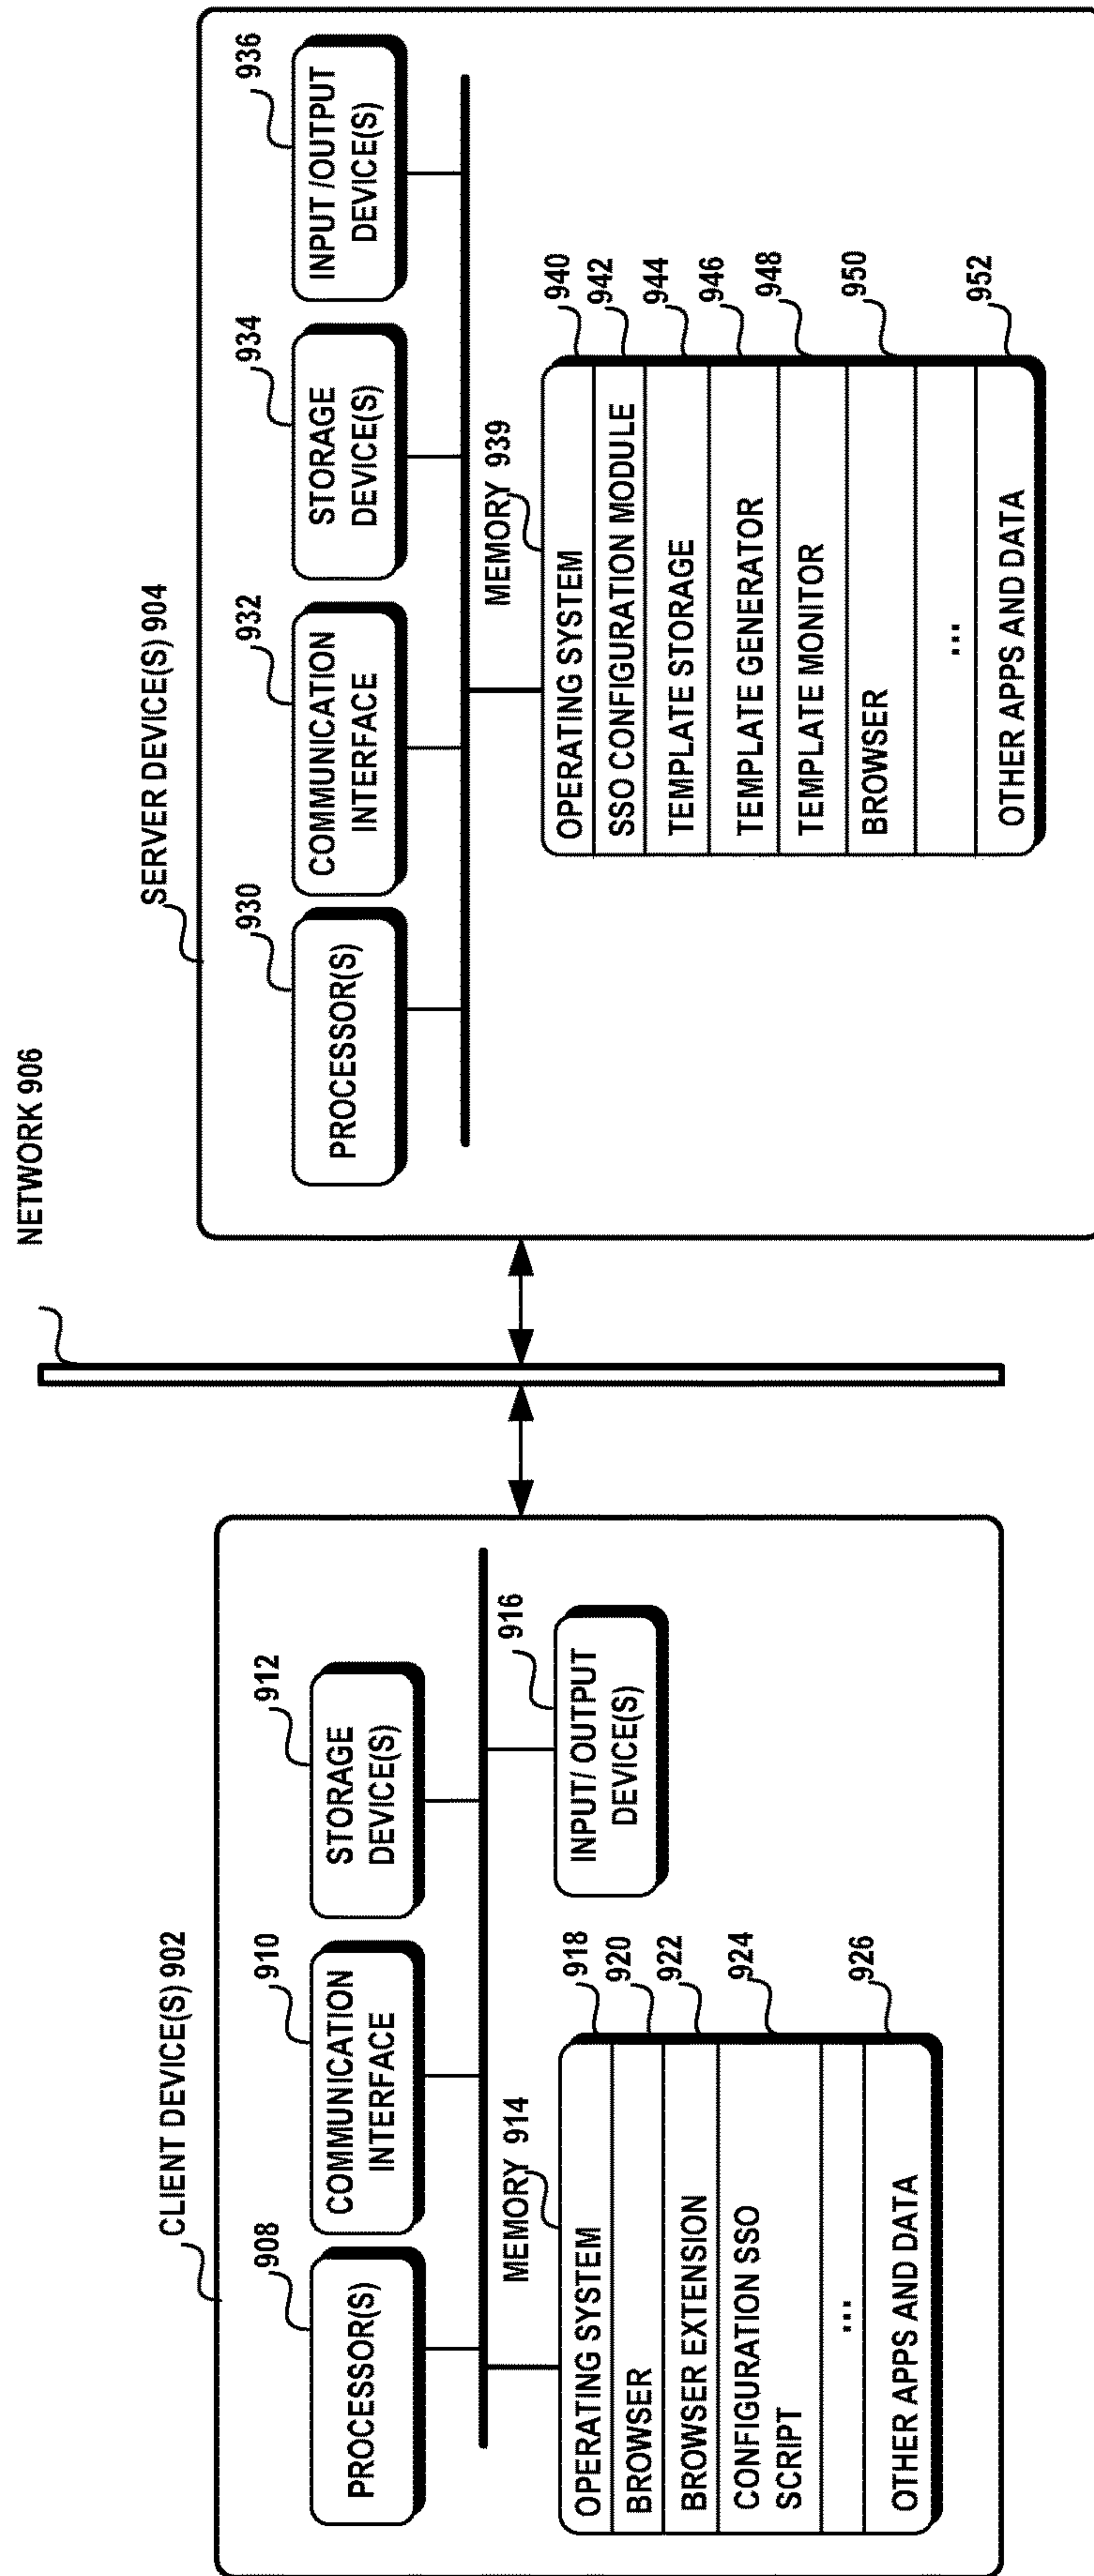 NETWORK 906
CLIENT DEVICE(S) 902
908
910
912
PROCESSOR(S)
COMMUNICATION
INTERFACE
STORAGE
DEVICE(S)
MEMORY 914
916
INPUT/ OUTPUT
DEVICE(S)
OPERATING SYSTEM
918
BROWSER
920
BROWSER EXTENSION
922
CONFIGURATION SSO
SCRIPT
924
...
OTHER APPS AND DATA
926
SERVER DEVICE(S) 904
930
932
934
936
PROCESSOR(S)
COMMUNICATION
INTERFACE
STORAGE
DEVICE(S)
INPUT /OUTPUT
DEVICE(S)
MEMORY 939
OPERATING SYSTEM
940
SSO CONFIGURATION MODULE
942
TEMPLATE STORAGE
944
TEMPLATE GENERATOR
946
TEMPLATE MONITOR
948
BROWSER
950
...
OTHER APPS AND DATA
952